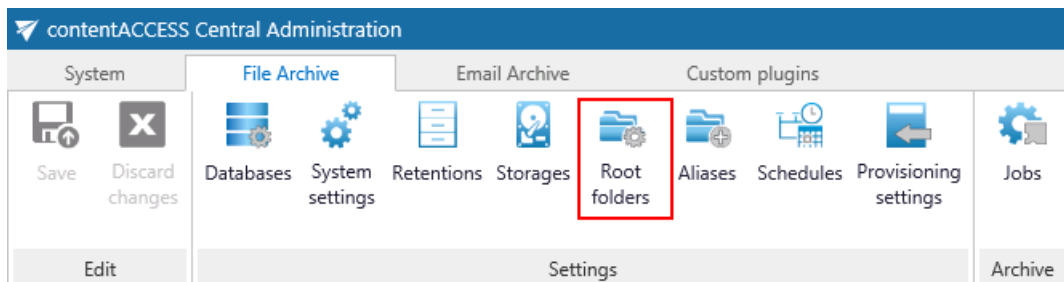 contentACCESS Central Administration
System
File Archive
Email Archive
Custom plugins
Save
Discard
changes
Databases
System
settings
Retentions
Storages
Root
folders
Aliases
Schedules
Provisioning
settings
Jobs
Edit
Settings
Archive